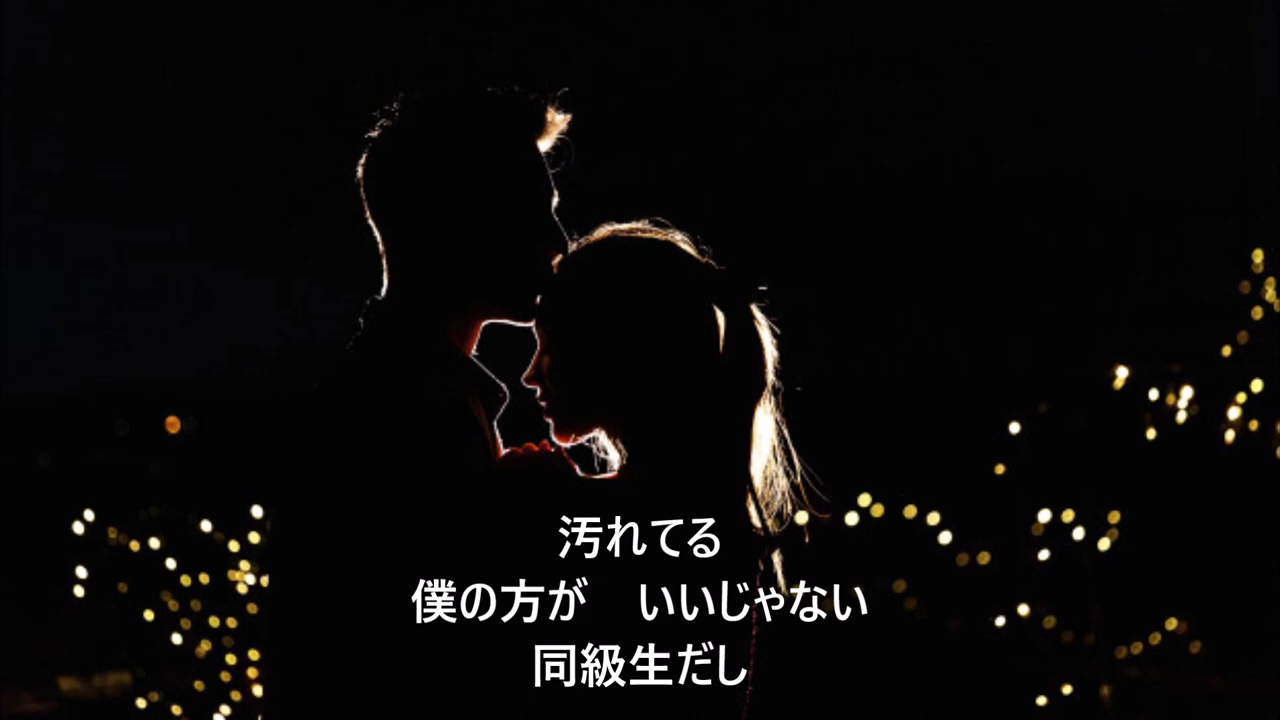 汚れてる
僕の方が　いいじゃない
同級生だし